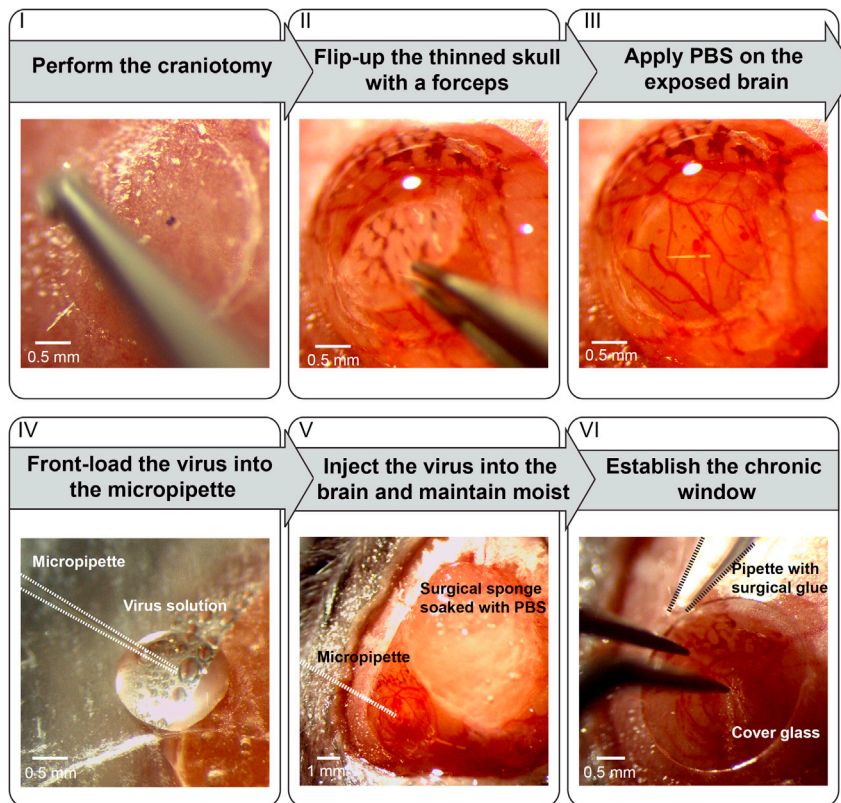 I
Perform the craniotomy
0.5 mm
II
Flip-up the thinned skull
with a forceps
0.5 mm
III
Apply PBS on the
exposed brain
0.5 mm
IV
Front-load the virus into
the micropipette
Micropipette
Virus solution
0.5 mm
V
Inject the virus into the
brain and maintain moist
Surgical sponge
soaked with PBS
Micropipette
1 mm
VI
Establish the chronic
window
Pipette with
surgical glue
Cover glass
0.5 mm